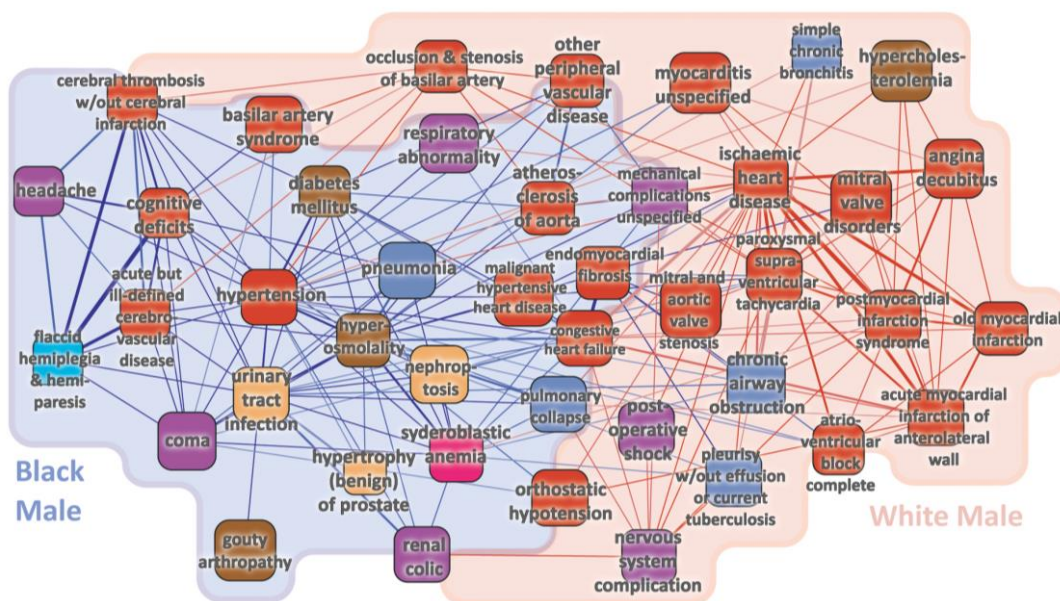 cerebral thrombosis
w/out cerebral
infarction
occlusion & stenosis
of basilar artery
other
peripheral
vascular
disease
myocarditis
unspecified
simple
chronic
bronchitis
hypercholes-
terolemia
basilar artery
syndrome
respiratory
abnormality
headache
cognitive
deficits
diabetes
mellitus
atheros-
clerosis
of aorta
mechanical
complications
unspecified
ischaemic
heart
disease
mitral
valve
disorders
angina
decubitus
acute but
ill-defined
cerebro
vascular
disease
hypertension
pneumonia
malignant
hypertensive
heart disease
endomyocardial
fibrosis
mitral and
aortic
valve
stenosis
paroxysmal
supra-
ventricular
tachycardia
postmyocardial
infarction
syndrome
old myocardial
infarction
flaccid
hemiplegia
& hemi-
paresis
hyper-
osmolality
congestive
heart failure
urinary
tract
infection
nephrop-
tosis
pulmonary
collapse
chronic
airway
obstruction
acute myocardial
infarction of
anterolateral
wall
coma
syderoblastic
anemia
post-
operative
shock
atrio-
ventricular
block
complete
Black
Male
hypertrophy
(benign)
of prostate
orthostatic
hypotension
pleurisy
w/out effusion
or current
tuberculosis
White Male
gouty
arthropathy
renal
colic
nervous
system
complication